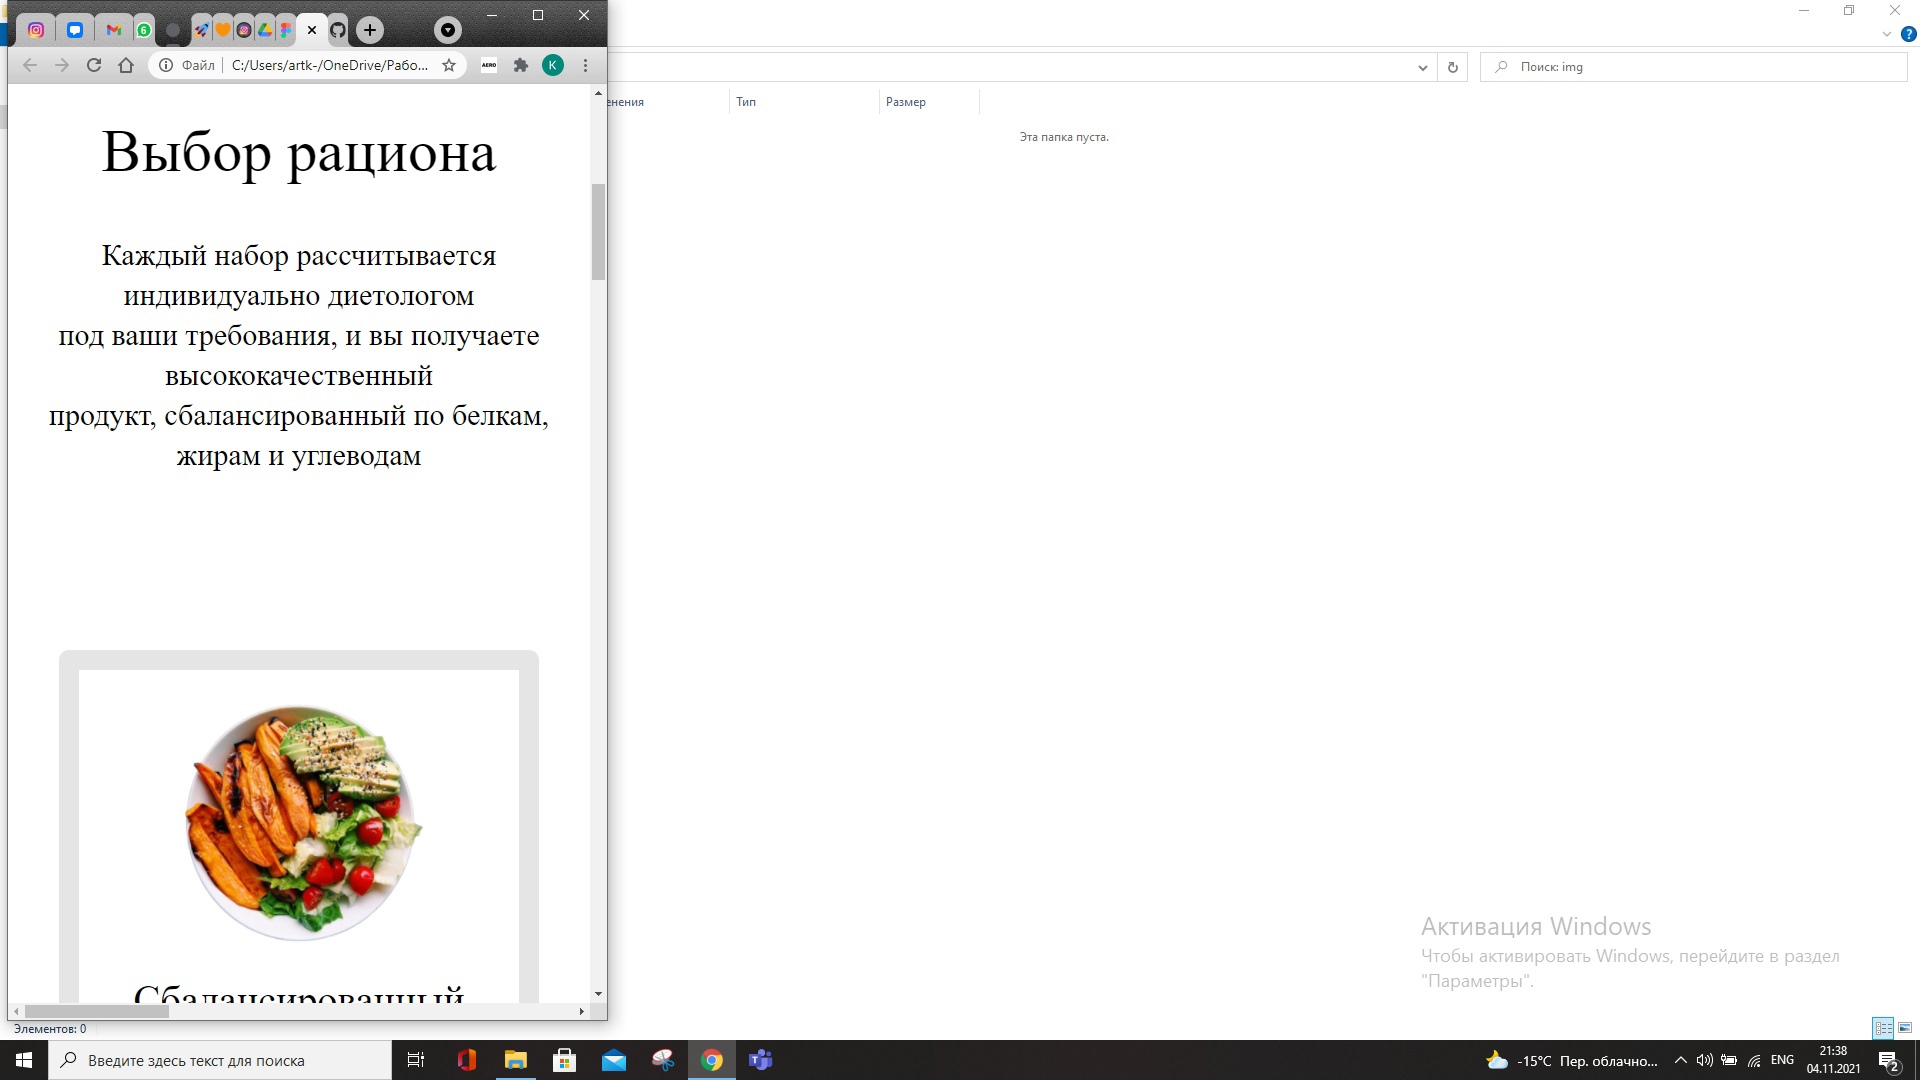 6
Файл
C:/Users/artk-/OneDrive/Рабо...
AERO
K
Выбор рациона
Каждый набор рассчитывается
индивидуально диетологом
под ваши требования, и вы получаете
высококачественный
продукт, сбалансированный по белкам,
жирам и углеводам
Сбалансированный
енения
Тип
Размер
Поиск: img
?
Эта папка пуста.
Активация Windows
Чтобы активировать Windows, перейдите в раздел
"Параметры".
Элементов: 0
Введите здесь текст для поиска
-15°C Пер. облачно...
ENG
21:38
04.11.2021
2